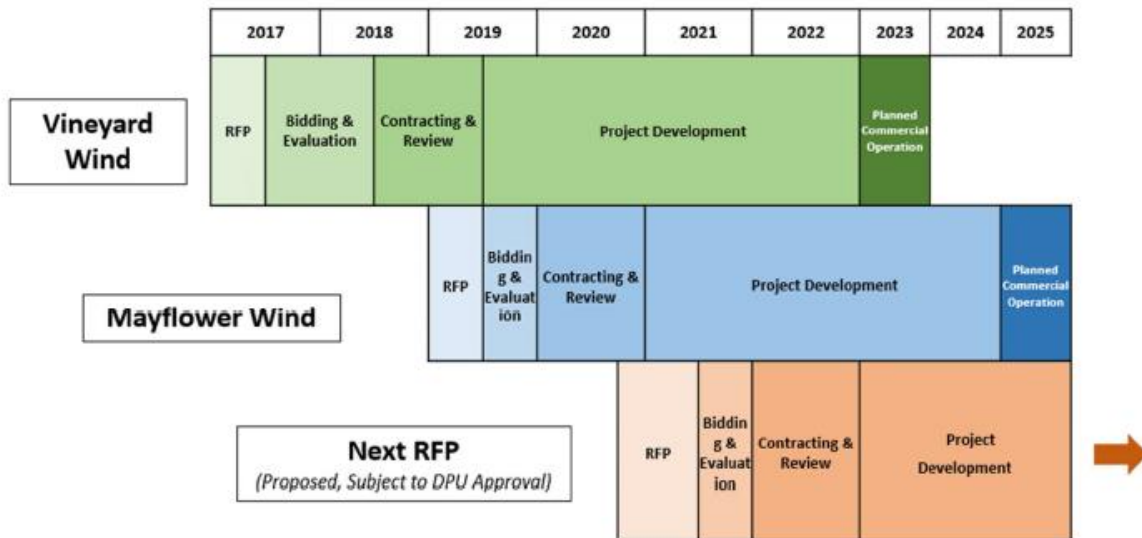 2017 2018 2019 2020 2021 2022 2023 2024 2025
Vineyard
Wind
RFP
Bidding &
Evaluation
Contracting &
Review
Project Development
Planned
Commercial
Operation
Mayflower Wind
RFP
Biddin
g &
Evaluat
ion
Contracting &
Review
Project Development
Planned
Commercial
Operation
Next RFP
(Proposed, Subject to DPU Approval)
RFP
Biddin
g &
Evaluat
ion
Contracting &
Review
Project
Development